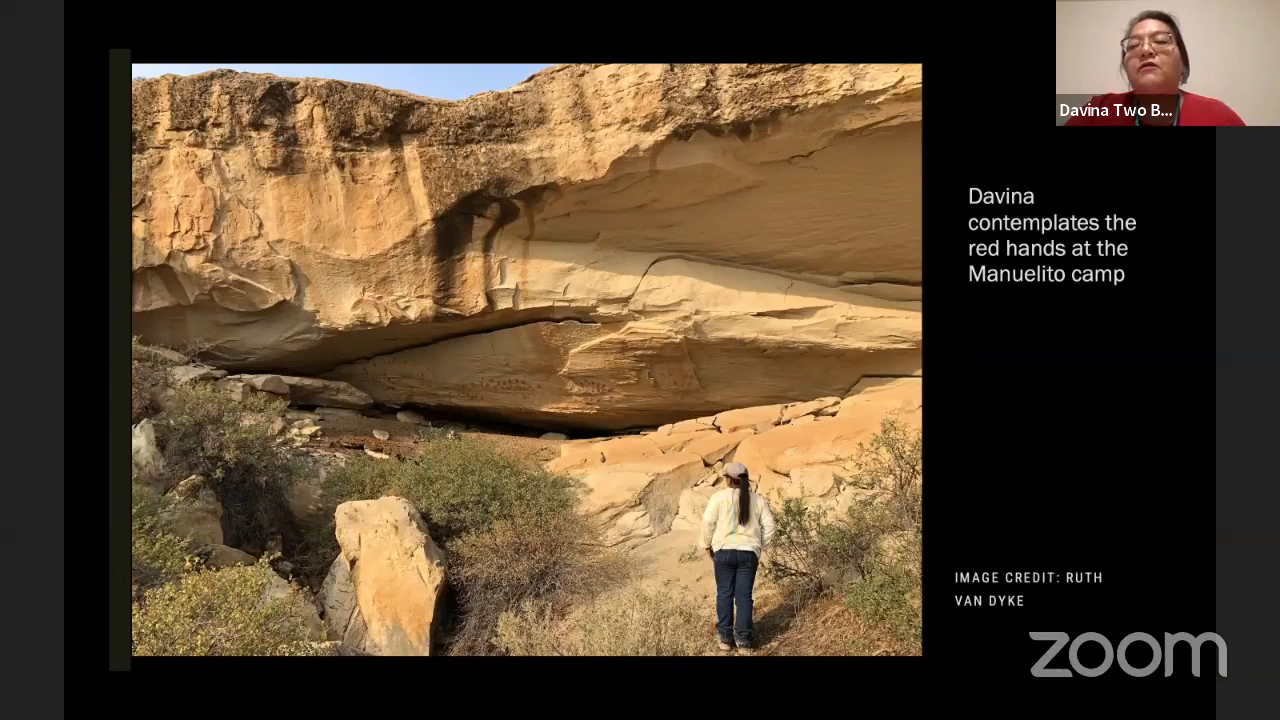 Davina Two B...
Davina
contemplates the
red hands at the
Manuelito camp
IMAGE CREDIT: RUTH
VAN DYKE
zoom